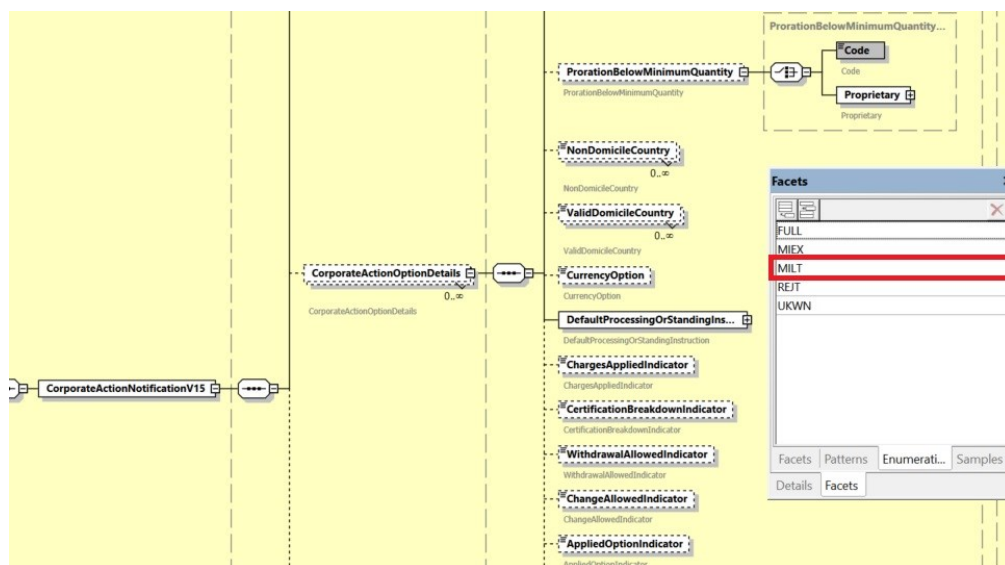 ProrationBelowMinimumQuantity...
Code
Code
ProrationBelowMinimumQuantity
ProrationBelowMinimumQuantity
Proprietary
Proprietary
NonDomicileCountry
0..∞
NonDomicileCountry
ValidDomicileCountry
0..∞
ValidDomicileCountry
CorporateActionOptionDetails
0..∞
CorporateActionOptionDetails
CurrencyOption
CurrencyOption
DefaultProcessingOrStandingIns...
DefaultProcessingOrStandingInstruction
ChargesAppliedIndicator
ChargesAppliedIndicator
CorporateActionNotificationV15
CertificationBreakdownIndicator
CertificationBreakdownIndicator
WithdrawalAllowedIndicator
WithdrawalAllowedIndicator
ChangeAllowedIndicator
ChangeAllowedIndicator
AppliedOptionIndicator
AppliedOptionIndicator
Facets
FULL
MIEX
MILT
REJT
UKWN
Facets Patterns Enumerati... Samples
Details Facets